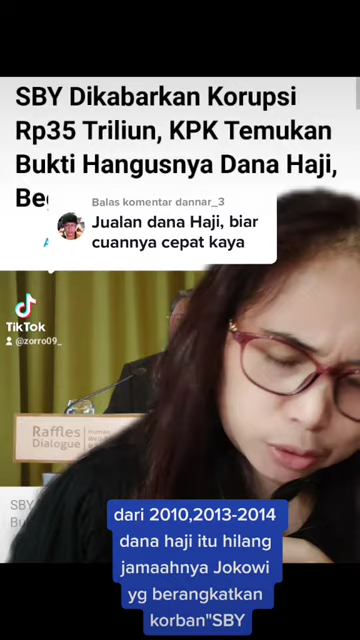 SBY Dikabarkan Korupsi
Rp35 Triliun, KPK Temukan
Bukti Hangusnya Dana Haji,
Balas komentar dannar_3
Jualan dana Haji, biar
cuannya cepat kaya
TikTok
@zorro09_
Raffles
Dialogue
SBY
dari 2010,2013-2014
dana haji itu hilang
jamaahnya Jokowi
yg berangkatkan
korban"SBY